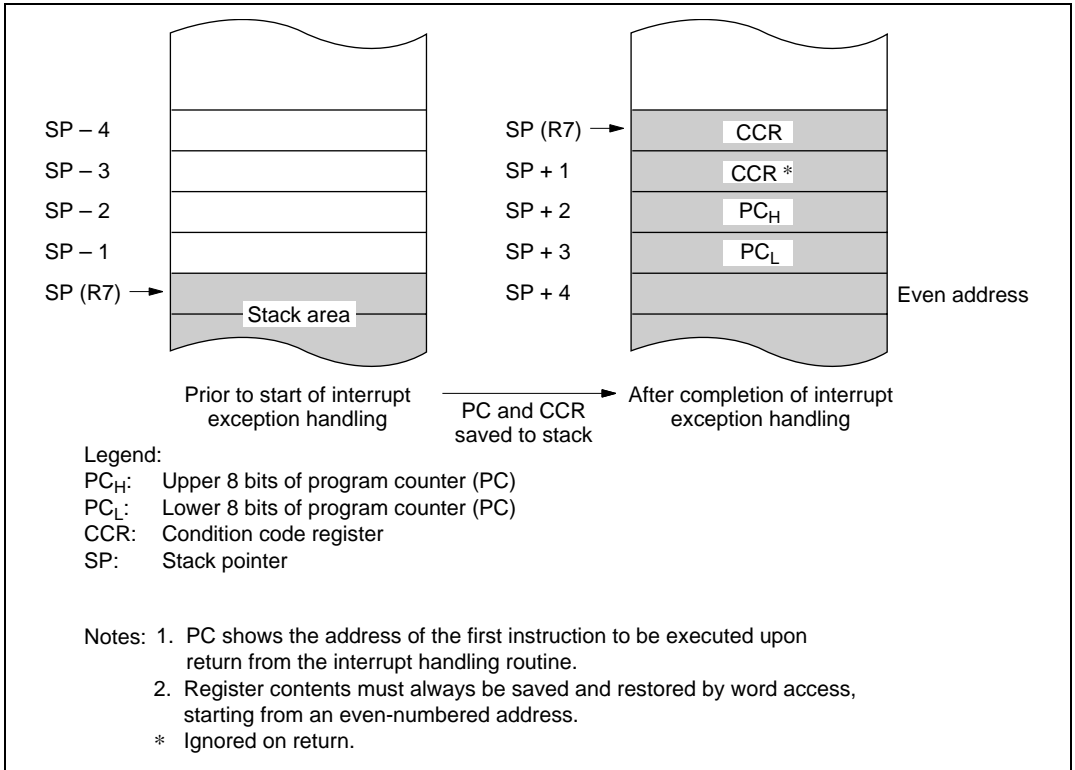 SP – 4
SP – 3
SP – 2
SP – 1
SP (R7)
Stack area
SP (R7)
SP + 1
SP + 2
SP + 3
SP + 4
CCR
CCR *
PCH
PCL
Even address
Prior to start of interrupt
exception handling
PC and CCR
saved to stack
After completion of interrupt
exception handling
Legend:
PCH: Upper 8 bits of program counter (PC)
PCL: Lower 8 bits of program counter (PC)
CCR: Condition code register
SP: Stack pointer
Notes: 1. PC shows the address of the first instruction to be executed upon
return from the interrupt handling routine.
2. Register contents must always be saved and restored by word access,
starting from an even-numbered address.
* Ignored on return.